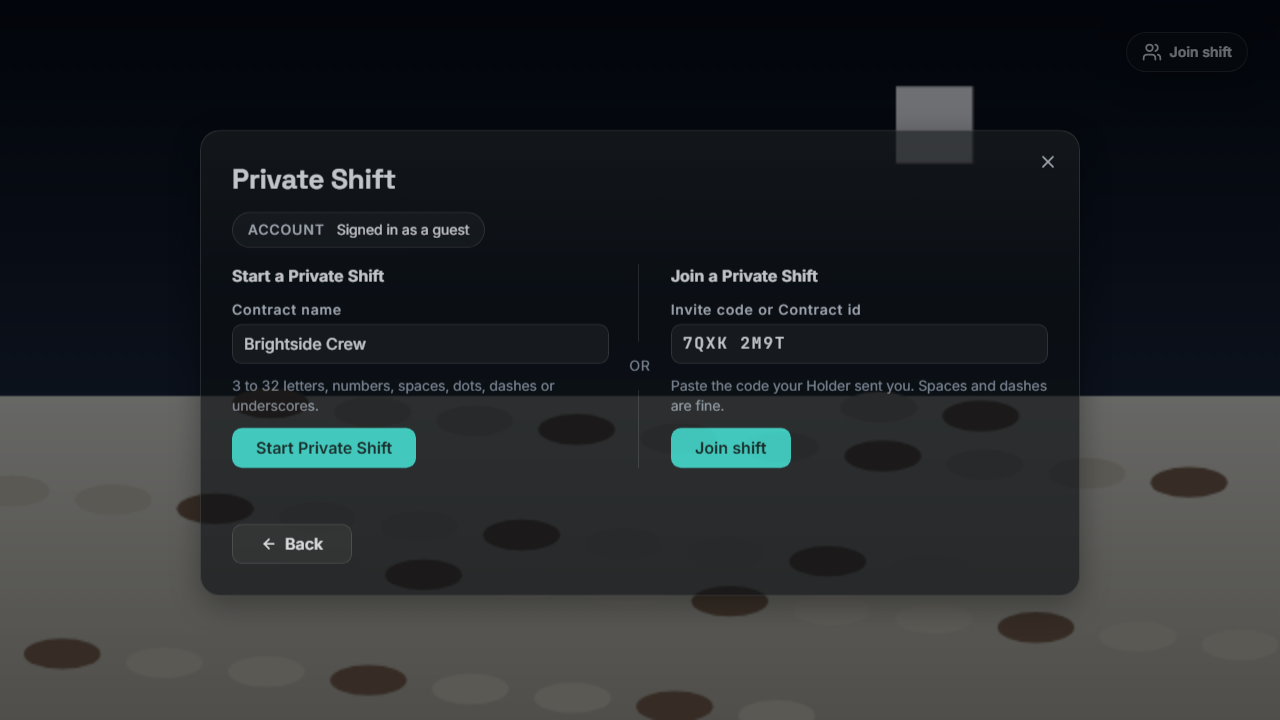 Join shift
Private Shift
ACCOUNT Signed in as a guest
Start a Private Shift
Contract name
Brightside Crew
3 to 32 letters, numbers, spaces, dots, dashes or
underscores.
Start Private Shift
OR
Join a Private Shift
Invite code or Contract id
7QXK 2M9T
Paste the code your Holder sent you. Spaces and dashes
are fine.
Join shift
Back